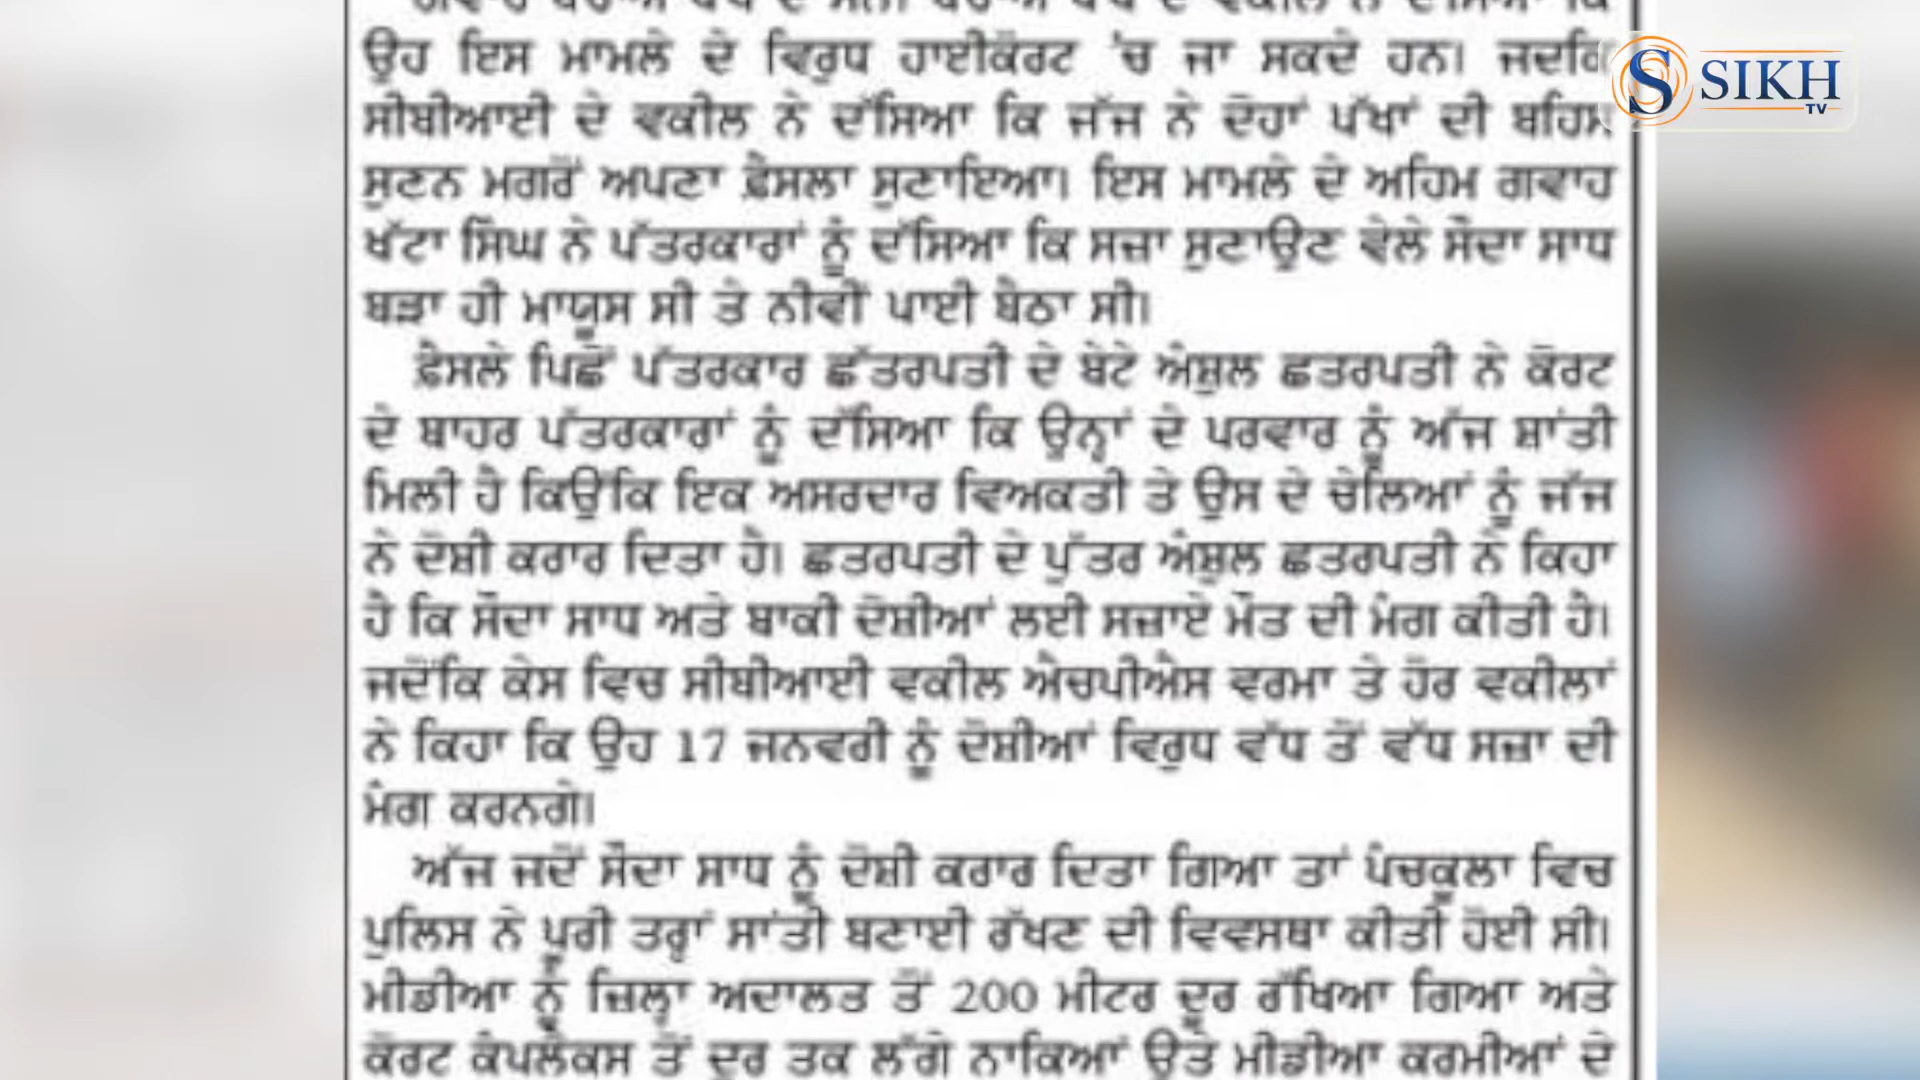 ਉਹ ਇਸ ਮਾਮਲੇ ਦੇ ਵਿਰੁਧ ਹਾਈਕੋਰਟ 'ਚ ਜਾ ਸਕਦੇ ਹਨ। ਜਦਕਿ
ਸੀਬੀਆਈ ਦੇ ਵਕੀਲ ਨੇ ਦੱਸਿਆ ਕਿ ਜੱਜ ਨੇ ਦੋਹਾਂ ਪੱਖਾਂ ਦੀ ਬਹਿਸ
ਸੁਣਨ ਮਗਰੋਂ ਅਪਣਾ ਫ਼ੈਸਲਾ ਸੁਣਾਇਆ। ਇਸ ਮਾਮਲੇ ਦੇ ਅਹਿਮ ਗਵਾਹ
ਖੱਟਾ ਸਿੰਘ ਨੇ ਪੱਤਰਕਾਰਾਂ ਨੂੰ ਦੱਸਿਆ ਕਿ ਸਜ਼ਾ ਸੁਣਾਉਣ ਵੇਲੇ ਸੌਦਾ ਸਾਧ
ਬੜਾ ਹੀ ਮਾਯੂਸ ਸੀ ਤੇ ਨੀਵੀਂ ਪਾਈ ਬੈਠਾ ਸੀ।
ਫ਼ੈਸਲੇ ਪਿਛੋਂ ਪੱਤਰਕਾਰ ਛੱਤਰਪਤੀ ਦੇ ਬੇਟੇ ਅੰਸ਼ੁਲ ਛਤਰਪਤੀ ਨੇ ਕੋਰਟ
ਦੇ ਬਾਹਰ ਪੱਤਰਕਾਰਾਂ ਨੂੰ ਦੱਸਿਆ ਕਿ ਉਨ੍ਹਾਂ ਦੇ ਪਰਵਾਰ ਨੂੰ ਅੱਜ ਸ਼ਾਂਤੀ
ਮਿਲੀ ਹੈ ਕਿਉਂਕਿ ਇਕ ਅਸਰਦਾਰ ਵਿਅਕਤੀ ਤੇ ਉਸ ਦੇ ਚੇਲਿਆਂ ਨੂੰ ਜੱਜ
ਨੇ ਦੋਸ਼ੀ ਕਰਾਰ ਦਿਤਾ ਹੈ। ਛਤਰਪਤੀ ਦੇ ਪੁੱਤਰ ਅੰਸ਼ੁਲ ਛਤਰਪਤੀ ਨੇ ਕਿਹਾ
ਹੈ ਕਿ ਸੌਦਾ ਸਾਧ ਅਤੇ ਬਾਕੀ ਦੋਸ਼ੀਆਂ ਲਈ ਸਜ਼ਾਏ ਮੌਤ ਦੀ ਮੰਗ ਕੀਤੀ ਹੈ।
ਜਦੋਂਕਿ ਕੇਸ ਵਿਚ ਸੀਬੀਆਈ ਵਕੀਲ ਐਚਪੀਐਸ ਵਰਮਾ ਤੇ ਹੋਰ ਵਕੀਲਾਂ
ਨੇ ਕਿਹਾ ਕਿ ਉਹ 17 ਜਨਵਰੀ ਨੂੰ ਦੋਸ਼ੀਆਂ ਵਿਰੁਧ ਵੱਧ ਤੋਂ ਵੱਧ ਸਜ਼ਾ ਦੀ
ਮੰਗ ਕਰਨਗੇ।
ਅੱਜ ਜਦੋਂ ਸੌਦਾ ਸਾਧ ਨੂੰ ਦੋਸ਼ੀ ਕਰਾਰ ਦਿਤਾ ਗਿਆ ਤਾਂ ਪੰਚਕੂਲਾ ਵਿਚ
ਪੁਲਿਸ ਨੇ ਪੂਰੀ ਤਰ੍ਹਾਂ ਸਾਂਤੀ ਬਣਾਈ ਰੱਖਣ ਦੀ ਵਿਵਸਥਾ ਕੀਤੀ ਹੋਈ ਸੀ।
ਮੀਡੀਆ ਨੂੰ ਜ਼ਿਲ੍ਹਾ ਅਦਾਲਤ ਤੋਂ 200 ਮੀਟਰ ਦੂਰ ਰੱਖਿਆ ਗਿਆ ਅਤੇ
ਕੋਰਟ ਕੰਪਲੈਕਸ ਤੋਂ ਦੂਰ ਤਕ ਲੱਗੇ ਨਾਕਿਆਂ ਉਤੇ ਮੀਡੀਆ ਕਰਮੀਆਂ ਦੇ
SIKH TV